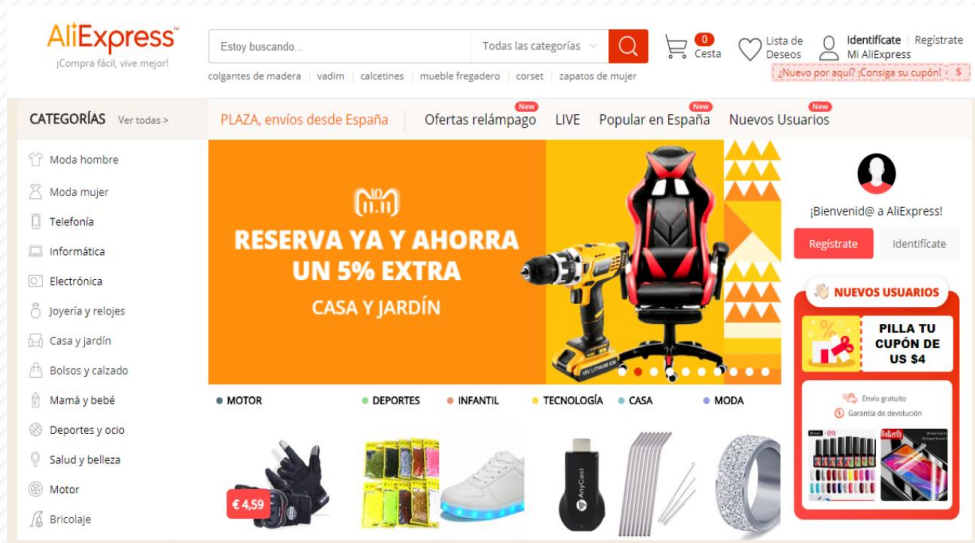 AliExpress™
¡Compra fácil, vive mejor!
Estoy buscando...
Todas las categorías
0
Cesta
Lista de
Deseos
Identifícate | Regístrate
Mi AliExpress
¿Nuevo por aquí? ¡Consiga su cupón! $
colgantes de madera | vadim | calcetines | mueble fregadero | corset | zapatos de mujer
CATEGORÍAS Ver todas >
PLAZA, envíos desde España
New
Ofertas relámpago
LIVE
New
Popular en España
New
Nuevos Usuarios
Moda hombre
Moda mujer
Telefonía
Informática
Electrónica
Joyería y relojes
Casa y jardín
Bolsos y calzado
Mamá y bebé
Deportes y ocio
Salud y belleza
Motor
Bricolaje
11.11
RESERVA YA Y AHORRA
UN 5% EXTRA
CASA Y JARDÍN
¡Bienvenid@ a AliExpress!
Regístrate
Identifícate
NUEVOS USUARIOS
PILLA TU
CUPÓN DE
US $4
Envío gratuito
Garantía de devolución
MOTOR
DEPORTES
INFANTIL
TECNOLOGÍA
CASA
MODA
€ 4,59
AnyCast